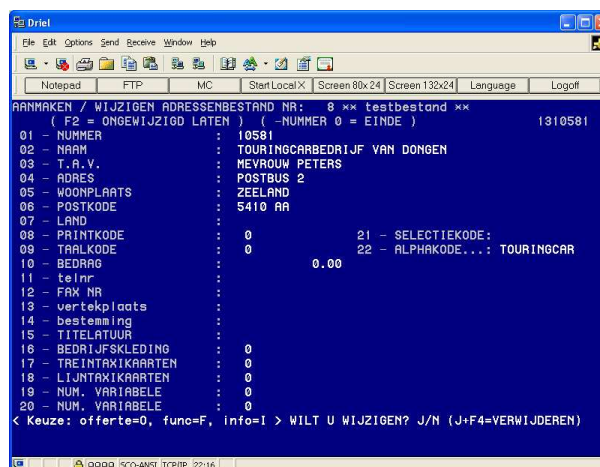 Driel
File Edit Options Send Receive Window Help
Notepad FTP MC Start Local X Screen 80x24 Screen 132x24 Language Logoff
AANMAKEN / WIJZIGEN ADRESSENBESTAND NR: 8 ** testbestand **
( F2 = ONGEWIJZIGD LATEN ) ( -NUMMER 0 = EINDE ) 1310581
01 - NUMMER : 10581
02 - NAAM : TOURINGCARBEDRIJF VAN DONGEN
03 - T.A.V. : MEVROUW PETERS
04 - ADRES : POSTBUS 2
05 - WOONPLAATS : ZEELAND
06 - POSTKODE : 5410 AA
07 - LAND :
08 - PRINTKODE : 0 21 - SELECTIEKODE:
09 - TAALKODE : 0 22 - ALPHAKODE...: TOURINGCAR
10 - BEDRAG : 0.00
11 - telnr :
12 - FAX NR :
13 - vertekplaats :
14 - bestemming :
15 - TITELATUUR :
16 - BEDRIJFSKLEDING : 0
17 - TREINTAXIKAARTEN : 0
18 - LIJNTAXIKAARTEN : 0
19 - NUM. VARIABELE : 0
20 - NUM. VARIABELE : 0
< Keuze: offerte=O, func=F, info=I > WILT U WIJZIGEN? J/N (J+F4=VERWIJDEREN)
SCO-ANSI TCP/IP 22:16